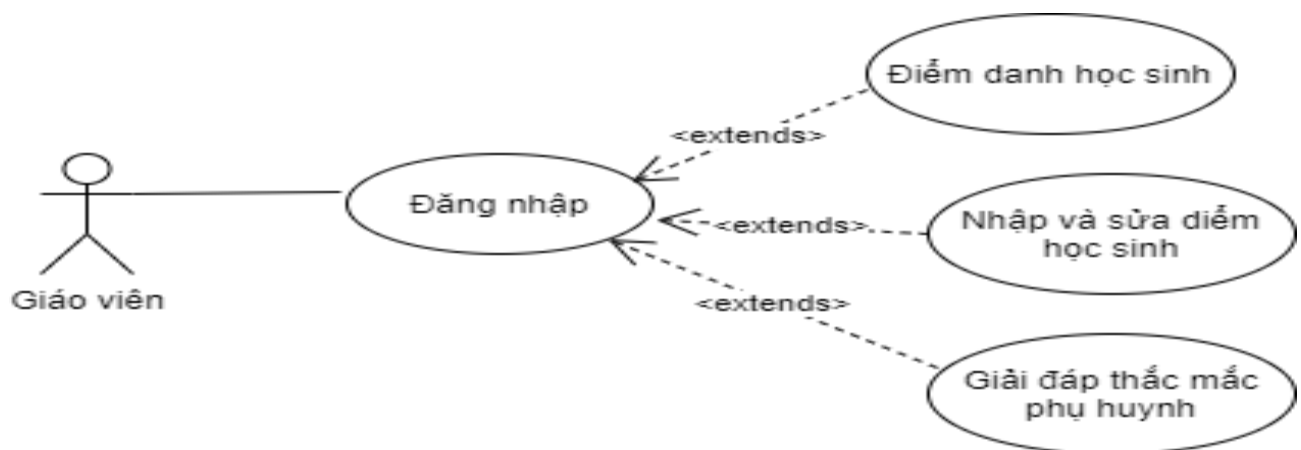 Điểm danh học sinh
<extends>
Đăng nhập
<extends>
Nhập và sửa diểm
học sinh
Giáo viên
<extends>
Giải đáp thắc mắc
phụ huynh